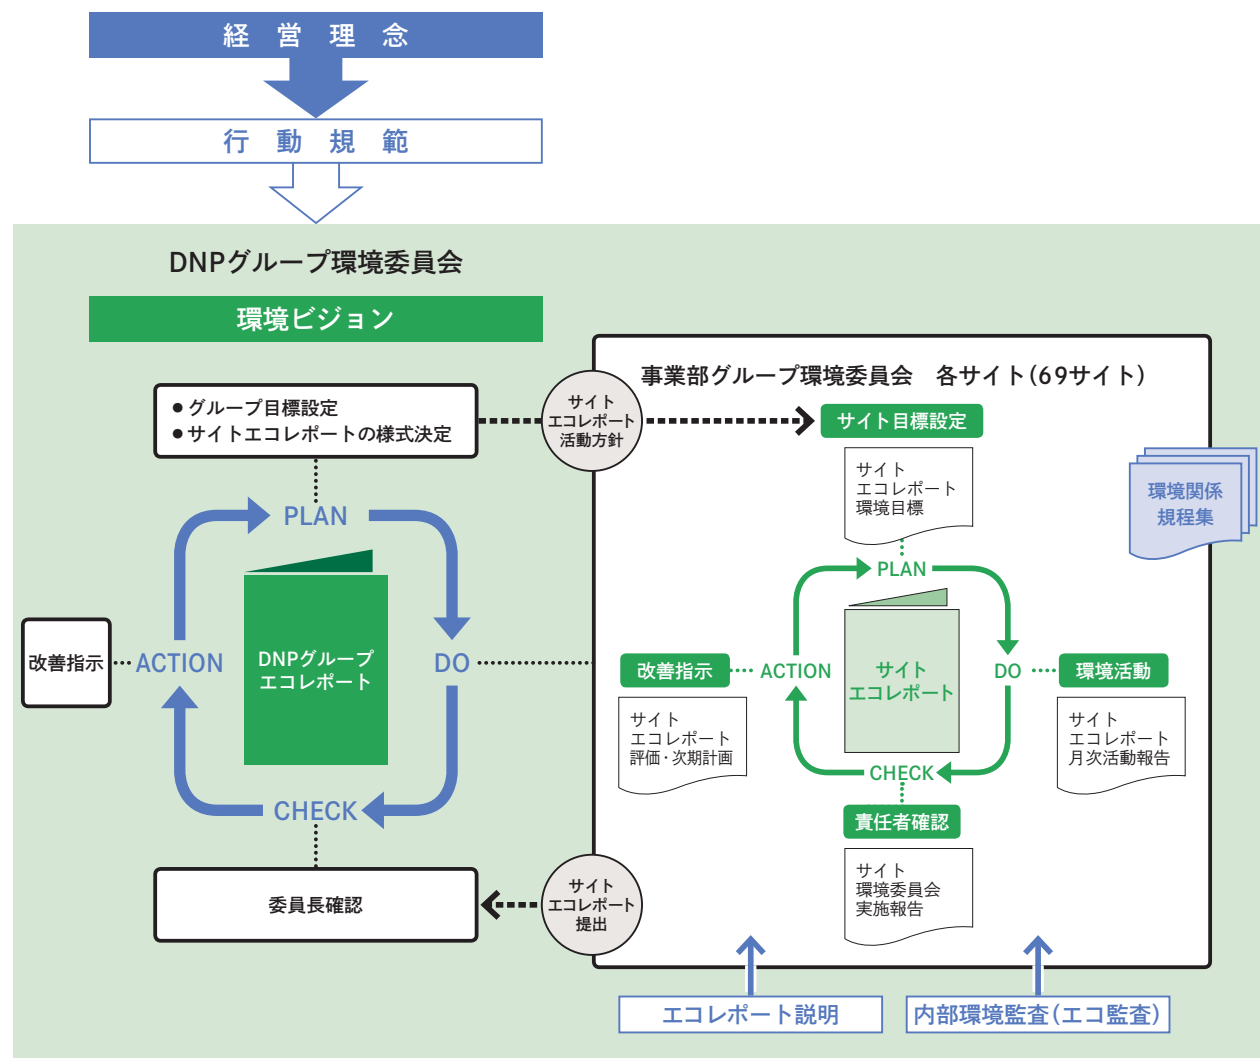 経営理念
行動規範
DNPグループ環境委員会
環境ビジョン
●グループ目標設定
●サイトエコレポートの様式決定
サイト
エコレポート
活動方針
事業部グループ環境委員会　各サイト(69サイト)
サイト目標設定
サイト
エコレポート
環境目標
環境関係
規程集
PLAN
DO
CHECK
ACTION
DNPグループ
エコレポート
改善指示
PLAN
DO
CHECK
ACTION
サイト
エコレポート
改善指示
サイト
エコレポート
評価・次期計画
環境活動
サイト
エコレポート
月次活動報告
責任者確認
サイト
環境委員会
実施報告
委員長確認
サイト
エコレポート
提出
エコレポート説明
内部環境監査(エコ監査)